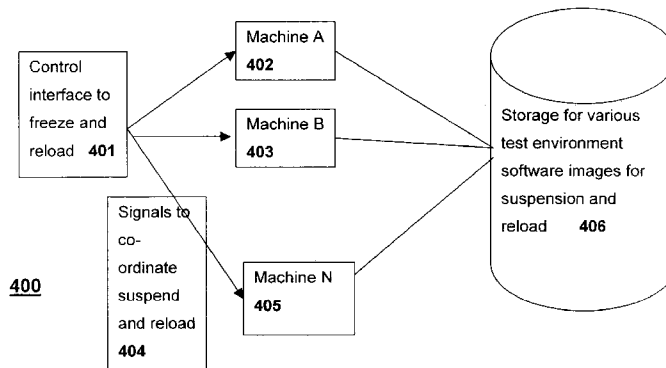 Control
interface to
freeze and
reload 401
Machine A
402
Machine B
403
Signals to
co-
ordinate
suspend
and reload
404
Machine N
405
Storage for various
test environment
software images for
suspension and
reload 406
400